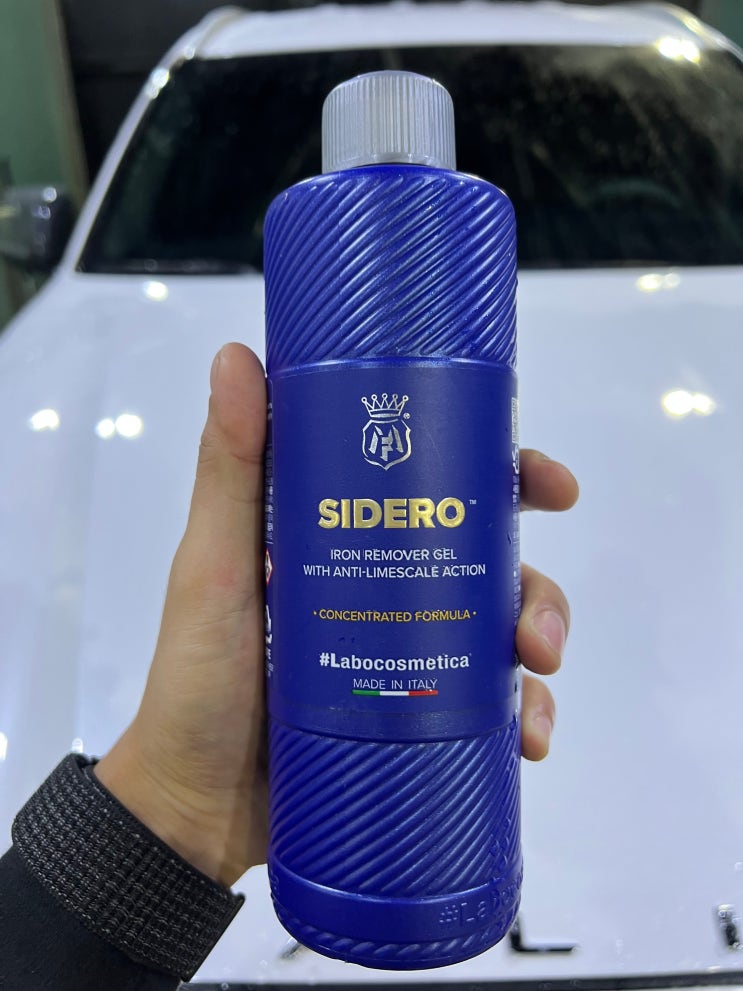 SIDERO™
IRON REMOVER GEL
WITH ANTI-LIMESCALE ACTION
• CONCENTRATED FORMULA •
#Labocosmetica
MADE IN ITALY